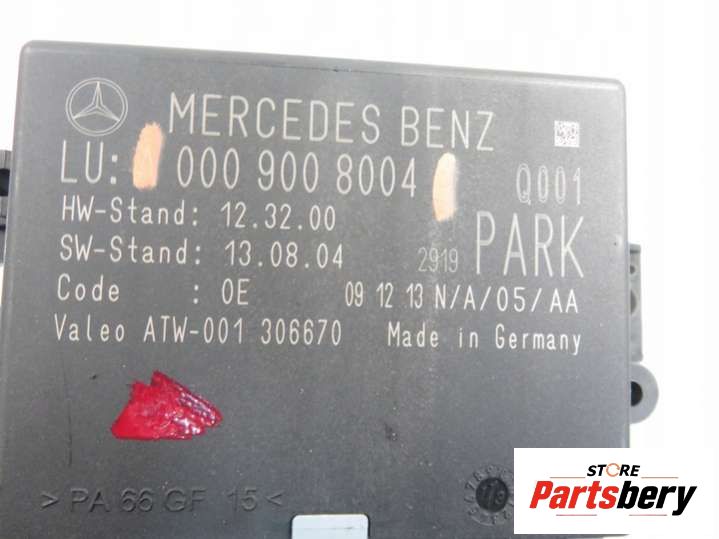 MERCEDES BENZ
LU: 000 900 8004 Q001
HW-Stand: 12.32.00
SW-Stand: 13.08.04 2919 PARK
Code : 0E 09 12 13 N/A/05/AA
Valeo ATW-001 306670 Made in Germany
>PA 66 GF 15<
STORE
Partsbery